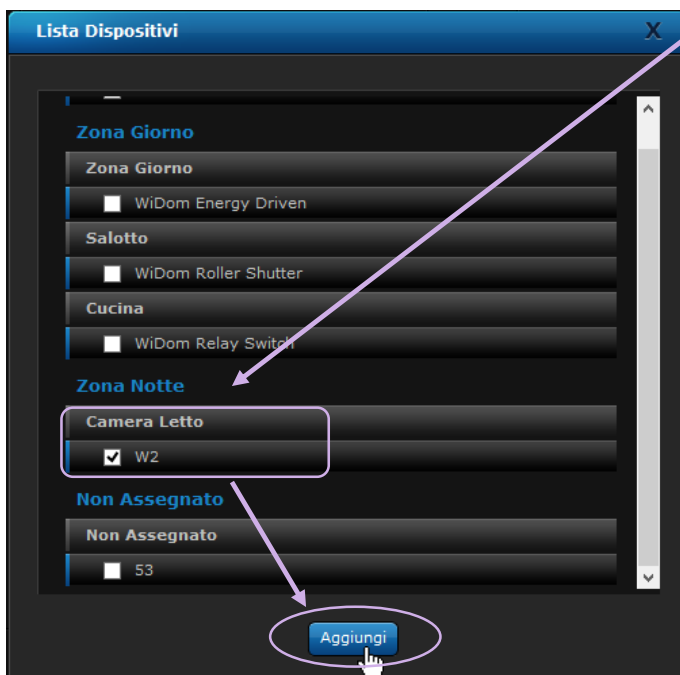 Lista Dispositivi X
Zona Giorno
Zona Giorno
WiDom Energy Driven
Salotto
WiDom Roller Shutter
Cucina
WiDom Relay Switch
Zona Notte
Camera Letto
W2
Non Assegnato
Non Assegnato
53
Aggiungi